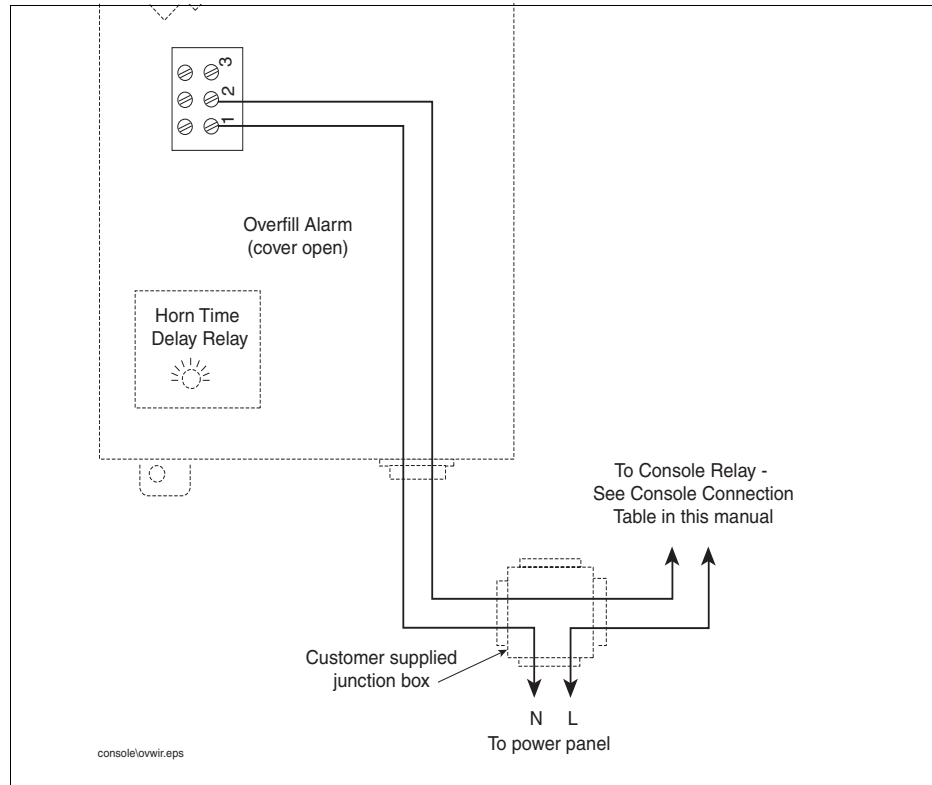 3
2
1
Overfill Alarm
(cover open)
Horn Time
Delay Relay
To Console Relay -
See Console Connection
Table in this manual
Customer supplied
junction box
N L
To power panel
console\ovwir.eps